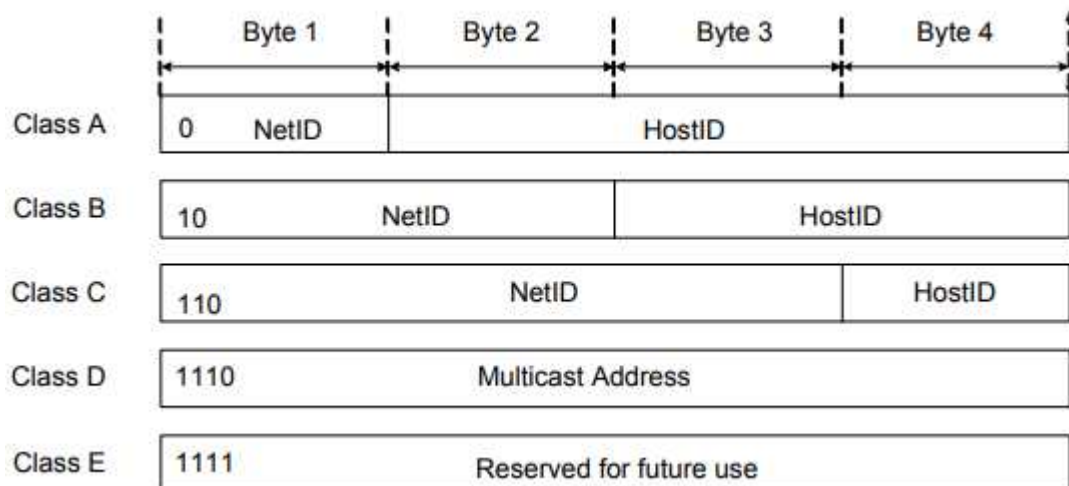 Byte 1 Byte 2 Byte 3 Byte 4
Class A 0 NetID HostID
Class B 10 NetID HostID
Class C 110 NetID HostID
Class D 1110 Multicast Address
Class E 1111 Reserved for future use